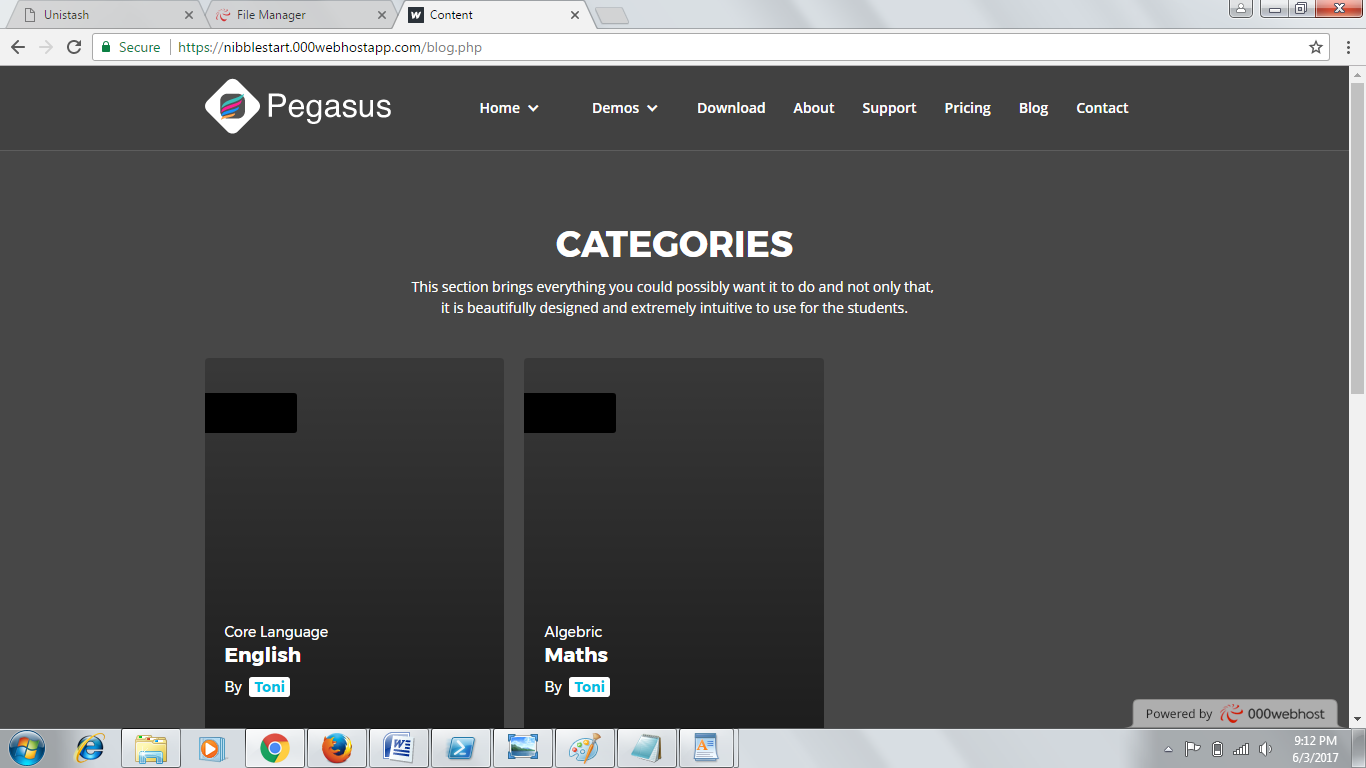 Unistash
File Manager
Content
Secure
https://nibblestart.000webhostapp.com/blog.php
Pegasus
Home
Demos
Download
About
Support
Pricing
Blog
Contact
CATEGORIES
This section brings everything you could possibly want it to do and not only that,
it is beautifully designed and extremely intuitive to use for the students.
Core Language
English
By Toni
Algebric
Maths
By Toni
Powered by 000webhost
9:12 PM
6/3/2017